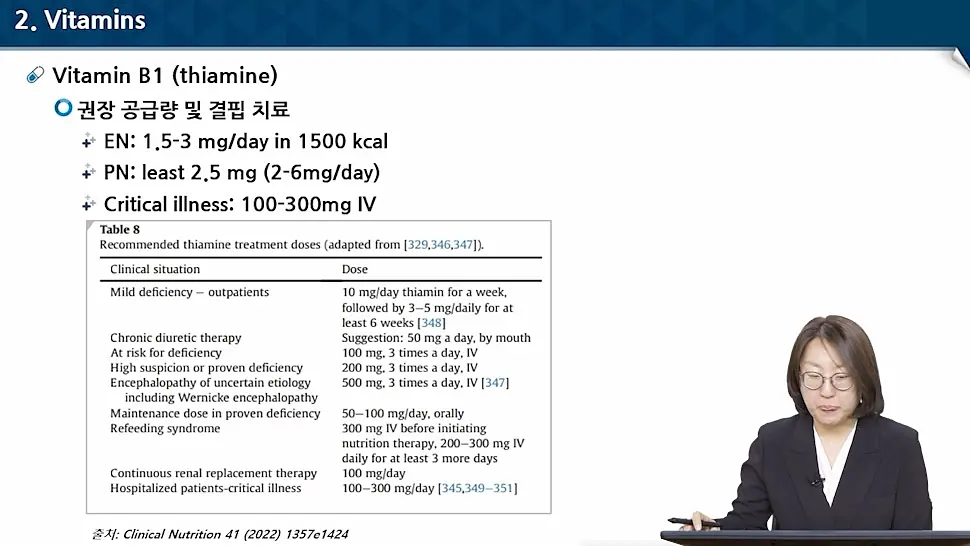 2. Vitamins
Vitamin B1 (thiamine)
권장 공급량 및 결핍 치료
EN: 1.5-3 mg/day in 1500 kcal
PN: least 2.5 mg (2-6mg/day)
Critical illness: 100-300mg IV
Table 8
Recommended thiamine treatment doses (adapted from [329,346,347]).
Clinical situation Dose
Mild deficiency – outpatients 10 mg/day thiamin for a week,
followed by 3–5 mg/daily for at
least 6 weeks [348]
Chronic diuretic therapy Suggestion: 50 mg a day, by mouth
At risk for deficiency 100 mg, 3 times a day, IV
High suspicion or proven deficiency 200 mg, 3 times a day, IV
Encephalopathy of uncertain etiology 500 mg, 3 times a day, IV [347]
including Wernicke encephalopathy
Maintenance dose in proven deficiency 50–100 mg/day, orally
Refeeding syndrome 300 mg IV before initiating
nutrition therapy, 200–300 mg IV
daily for at least 3 more days
Continuous renal replacement therapy 100 mg/day
Hospitalized patients-critical illness 100–300 mg/day [345,349–351]
출처: Clinical Nutrition 41 (2022) 1357e1424